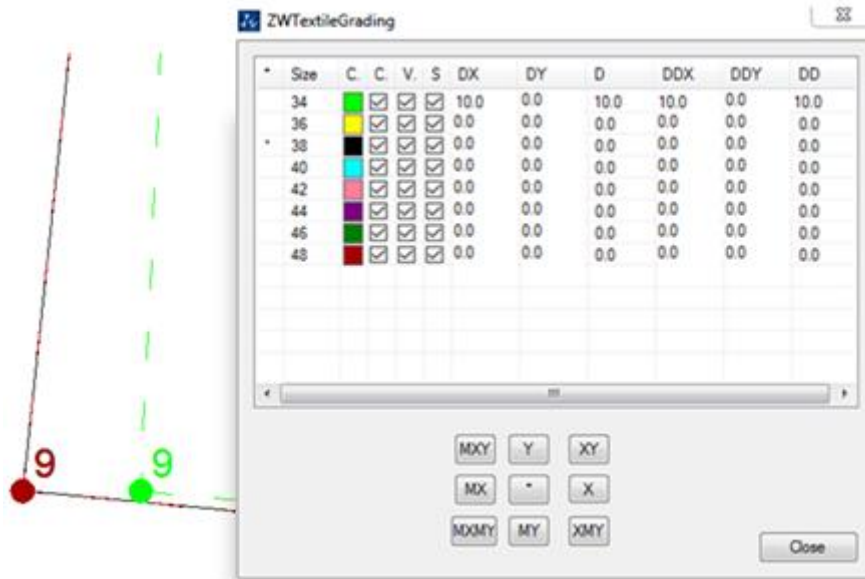 ZWTextileGrading
* Size C. C. V. S DX DY D DDX DDY DD
34 10.0 0.0 10.0 10.0 0.0 10.0
36 0.0 0.0 0.0 0.0 0.0 0.0
* 38 0.0 0.0 0.0 0.0 0.0 0.0
40 0.0 0.0 0.0 0.0 0.0 0.0
42 0.0 0.0 0.0 0.0 0.0 0.0
44 0.0 0.0 0.0 0.0 0.0 0.0
46 0.0 0.0 0.0 0.0 0.0 0.0
48 0.0 0.0 0.0 0.0 0.0 0.0
9 9
MXY Y XY
MX * X
MXMY MY XMY
Close